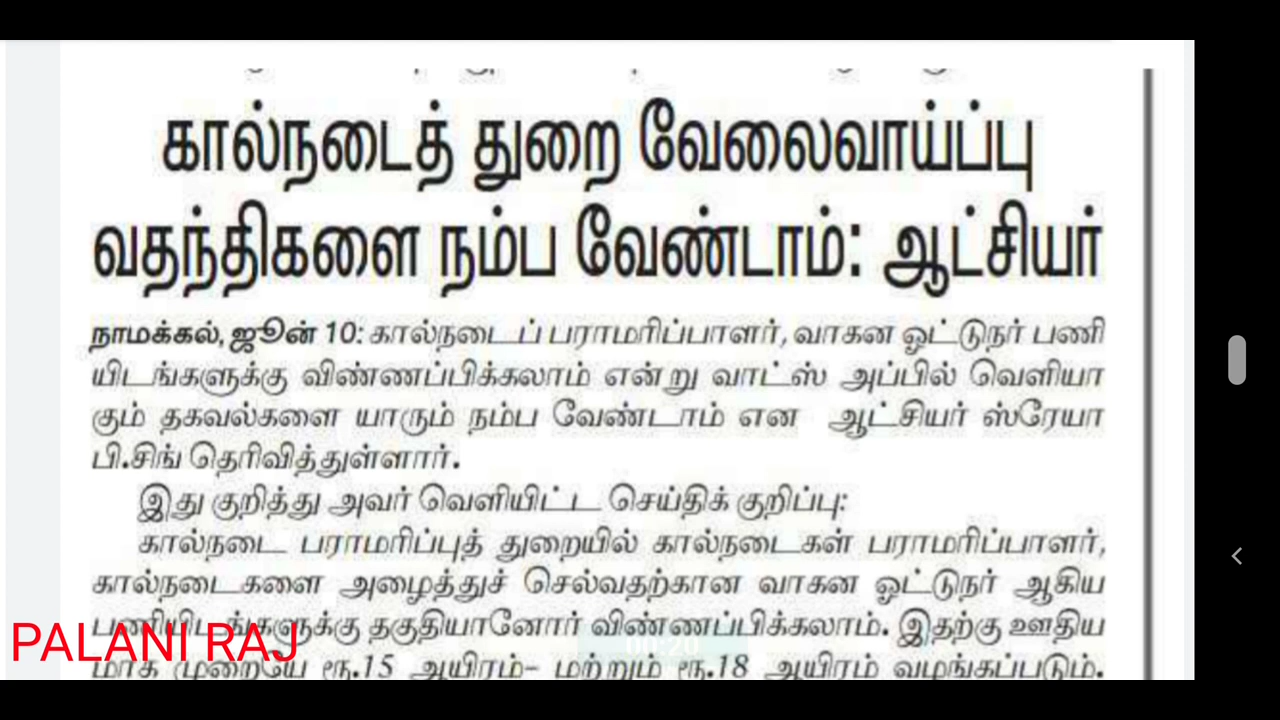 கால்நடைத் துறை வேலைவாய்ப்பு
வதந்திகளை நம்ப வேண்டாம்: ஆட்சியர்
நாமக்கல், ஜூன் 10: கால்நடைப் பராமரிப்பாளர், வாகன ஓட்டுநர் பணி
யிடங்களுக்கு விண்ணப்பிக்கலாம் என்று வாட்ஸ் அப்பில் வெளியா
கும் தகவல்களை யாரும் நம்ப வேண்டாம் என ஆட்சியர் ஸ்ரேயா
பி.சிங் தெரிவித்துள்ளார்.
இது குறித்து அவர் வெளியிட்ட செய்திக் குறிப்பு:
கால்நடை பராமரிப்புத் துறையில் கால்நடைகள் பராமரிப்பாளர்,
கால்நடைகளை அழைத்துச் செல்வதற்கான வாகன ஓட்டுநர் ஆகிய
பணியிடங்களுக்கு தகுதியானோர் விண்ணப்பிக்கலாம். இதற்கு ஊதிய
மாக முறையே ரூ.15 ஆயிரம்– மற்றும் ரூ.18 ஆயிரம் வழங்கப்படும்.
PALANI RAJ